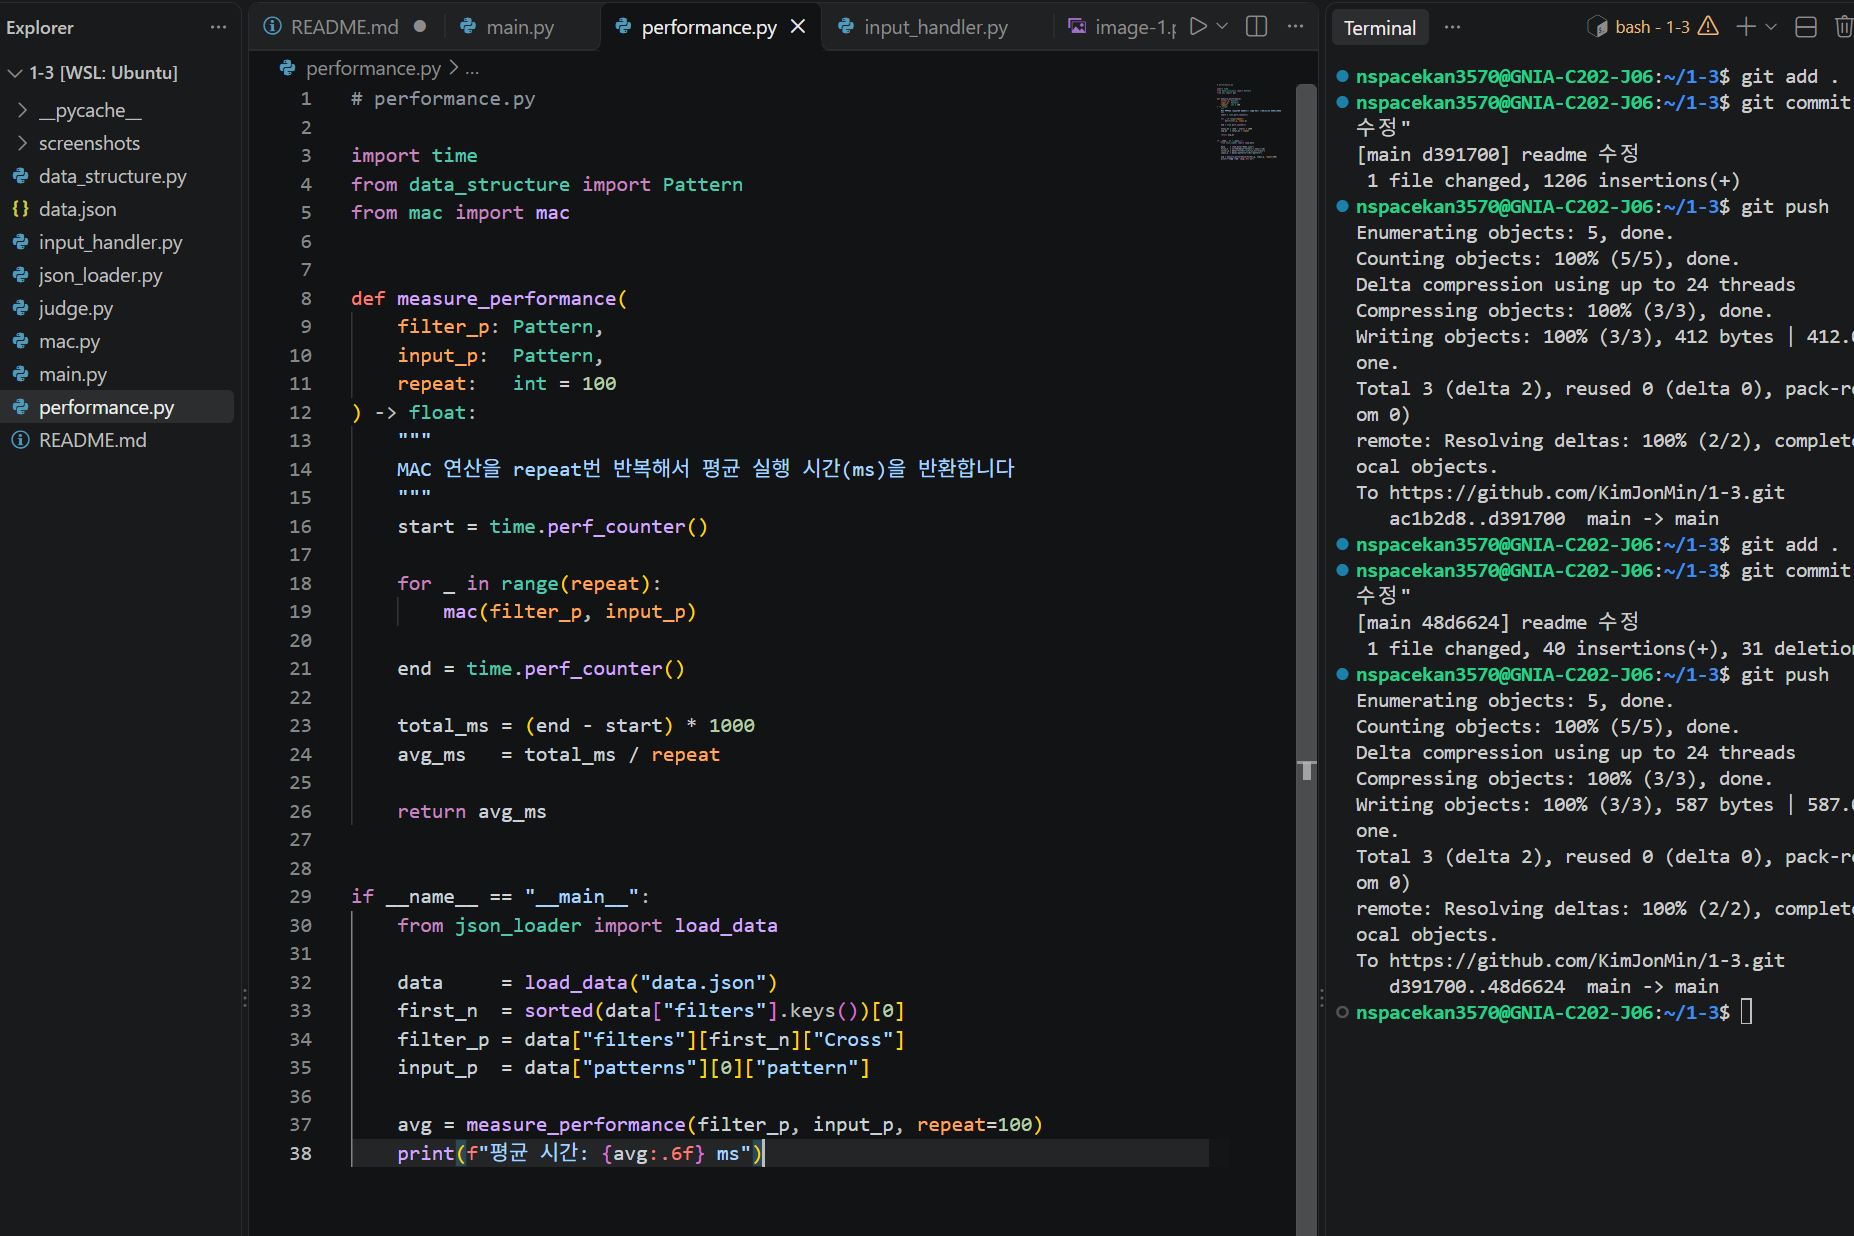 Explorer
1-3 [WSL: Ubuntu]
__pycache__
screenshots
data_structure.py
data.json
input_handler.py
json_loader.py
judge.py
mac.py
main.py
performance.py
README.md
README.md
main.py
performance.py
input_handler.py
image-1.p
performance.py > ...
1 # performance.py
2
3 import time
4 from data_structure import Pattern
5 from mac import mac
6
7
8 def measure_performance(
9 filter_p: Pattern,
10 input_p:  Pattern,
11 repeat:   int = 100
12 ) -> float:
13 """
14 MAC 연산을 repeat번 반복해서 평균 실행 시간(ms)을 반환합니다
15 """
16 start = time.perf_counter()
17
18 for _ in range(repeat):
19 mac(filter_p, input_p)
20
21 end = time.perf_counter()
22
23 total_ms = (end - start) * 1000
24 avg_ms   = total_ms / repeat
25
26 return avg_ms
27
28
29 if __name__ == "__main__":
30 from json_loader import load_data
31
32 data     = load_data("data.json")
33 first_n  = sorted(data["filters"].keys())[0]
34 filter_p = data["filters"][first_n]["Cross"]
35 input_p  = data["patterns"][0]["pattern"]
36
37 avg = measure_performance(filter_p, input_p, repeat=100)
38 print(f"평균 시간: {avg:.6f} ms")
Terminal
bash - 1-3
nspacekan3570@GNIA-C202-J06:~/1-3$ git add .
nspacekan3570@GNIA-C202-J06:~/1-3$ git commit
수정"
[main d391700] readme 수정
1 file changed, 1206 insertions(+)
nspacekan3570@GNIA-C202-J06:~/1-3$ git push
Enumerating objects: 5, done.
Counting objects: 100% (5/5), done.
Delta compression using up to 24 threads
Compressing objects: 100% (3/3), done.
Writing objects: 100% (3/3), 412 bytes | 412.
one.
Total 3 (delta 2), reused 0 (delta 0), pack-r
om 0)
remote: Resolving deltas: 100% (2/2), complet
ocal objects.
To https://github.com/KimJonMin/1-3.git
ac1b2d8..d391700  main -> main
nspacekan3570@GNIA-C202-J06:~/1-3$ git add .
nspacekan3570@GNIA-C202-J06:~/1-3$ git commit
수정"
[main 48d6624] readme 수정
1 file changed, 40 insertions(+), 31 deletio
nspacekan3570@GNIA-C202-J06:~/1-3$ git push
Enumerating objects: 5, done.
Counting objects: 100% (5/5), done.
Delta compression using up to 24 threads
Compressing objects: 100% (3/3), done.
Writing objects: 100% (3/3), 587 bytes | 587.
one.
Total 3 (delta 2), reused 0 (delta 0), pack-r
om 0)
remote: Resolving deltas: 100% (2/2), complet
ocal objects.
To https://github.com/KimJonMin/1-3.git
d391700..48d6624  main -> main
nspacekan3570@GNIA-C202-J06:~/1-3$